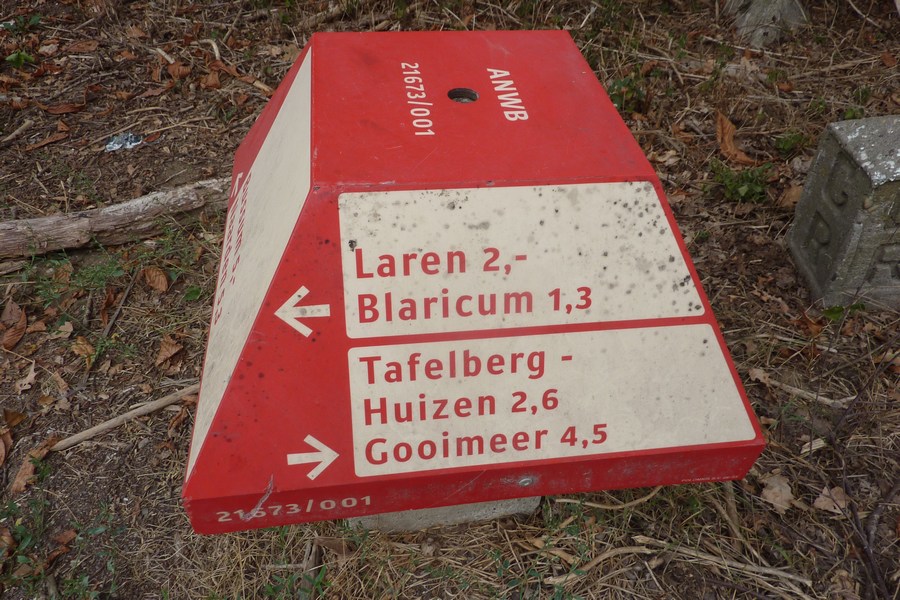 ANWB
21673/001
Laren 2,-
Blaricum 1,3
Tafelberg -
Huizen 2,6
Gooimeer 4,5
21673/001